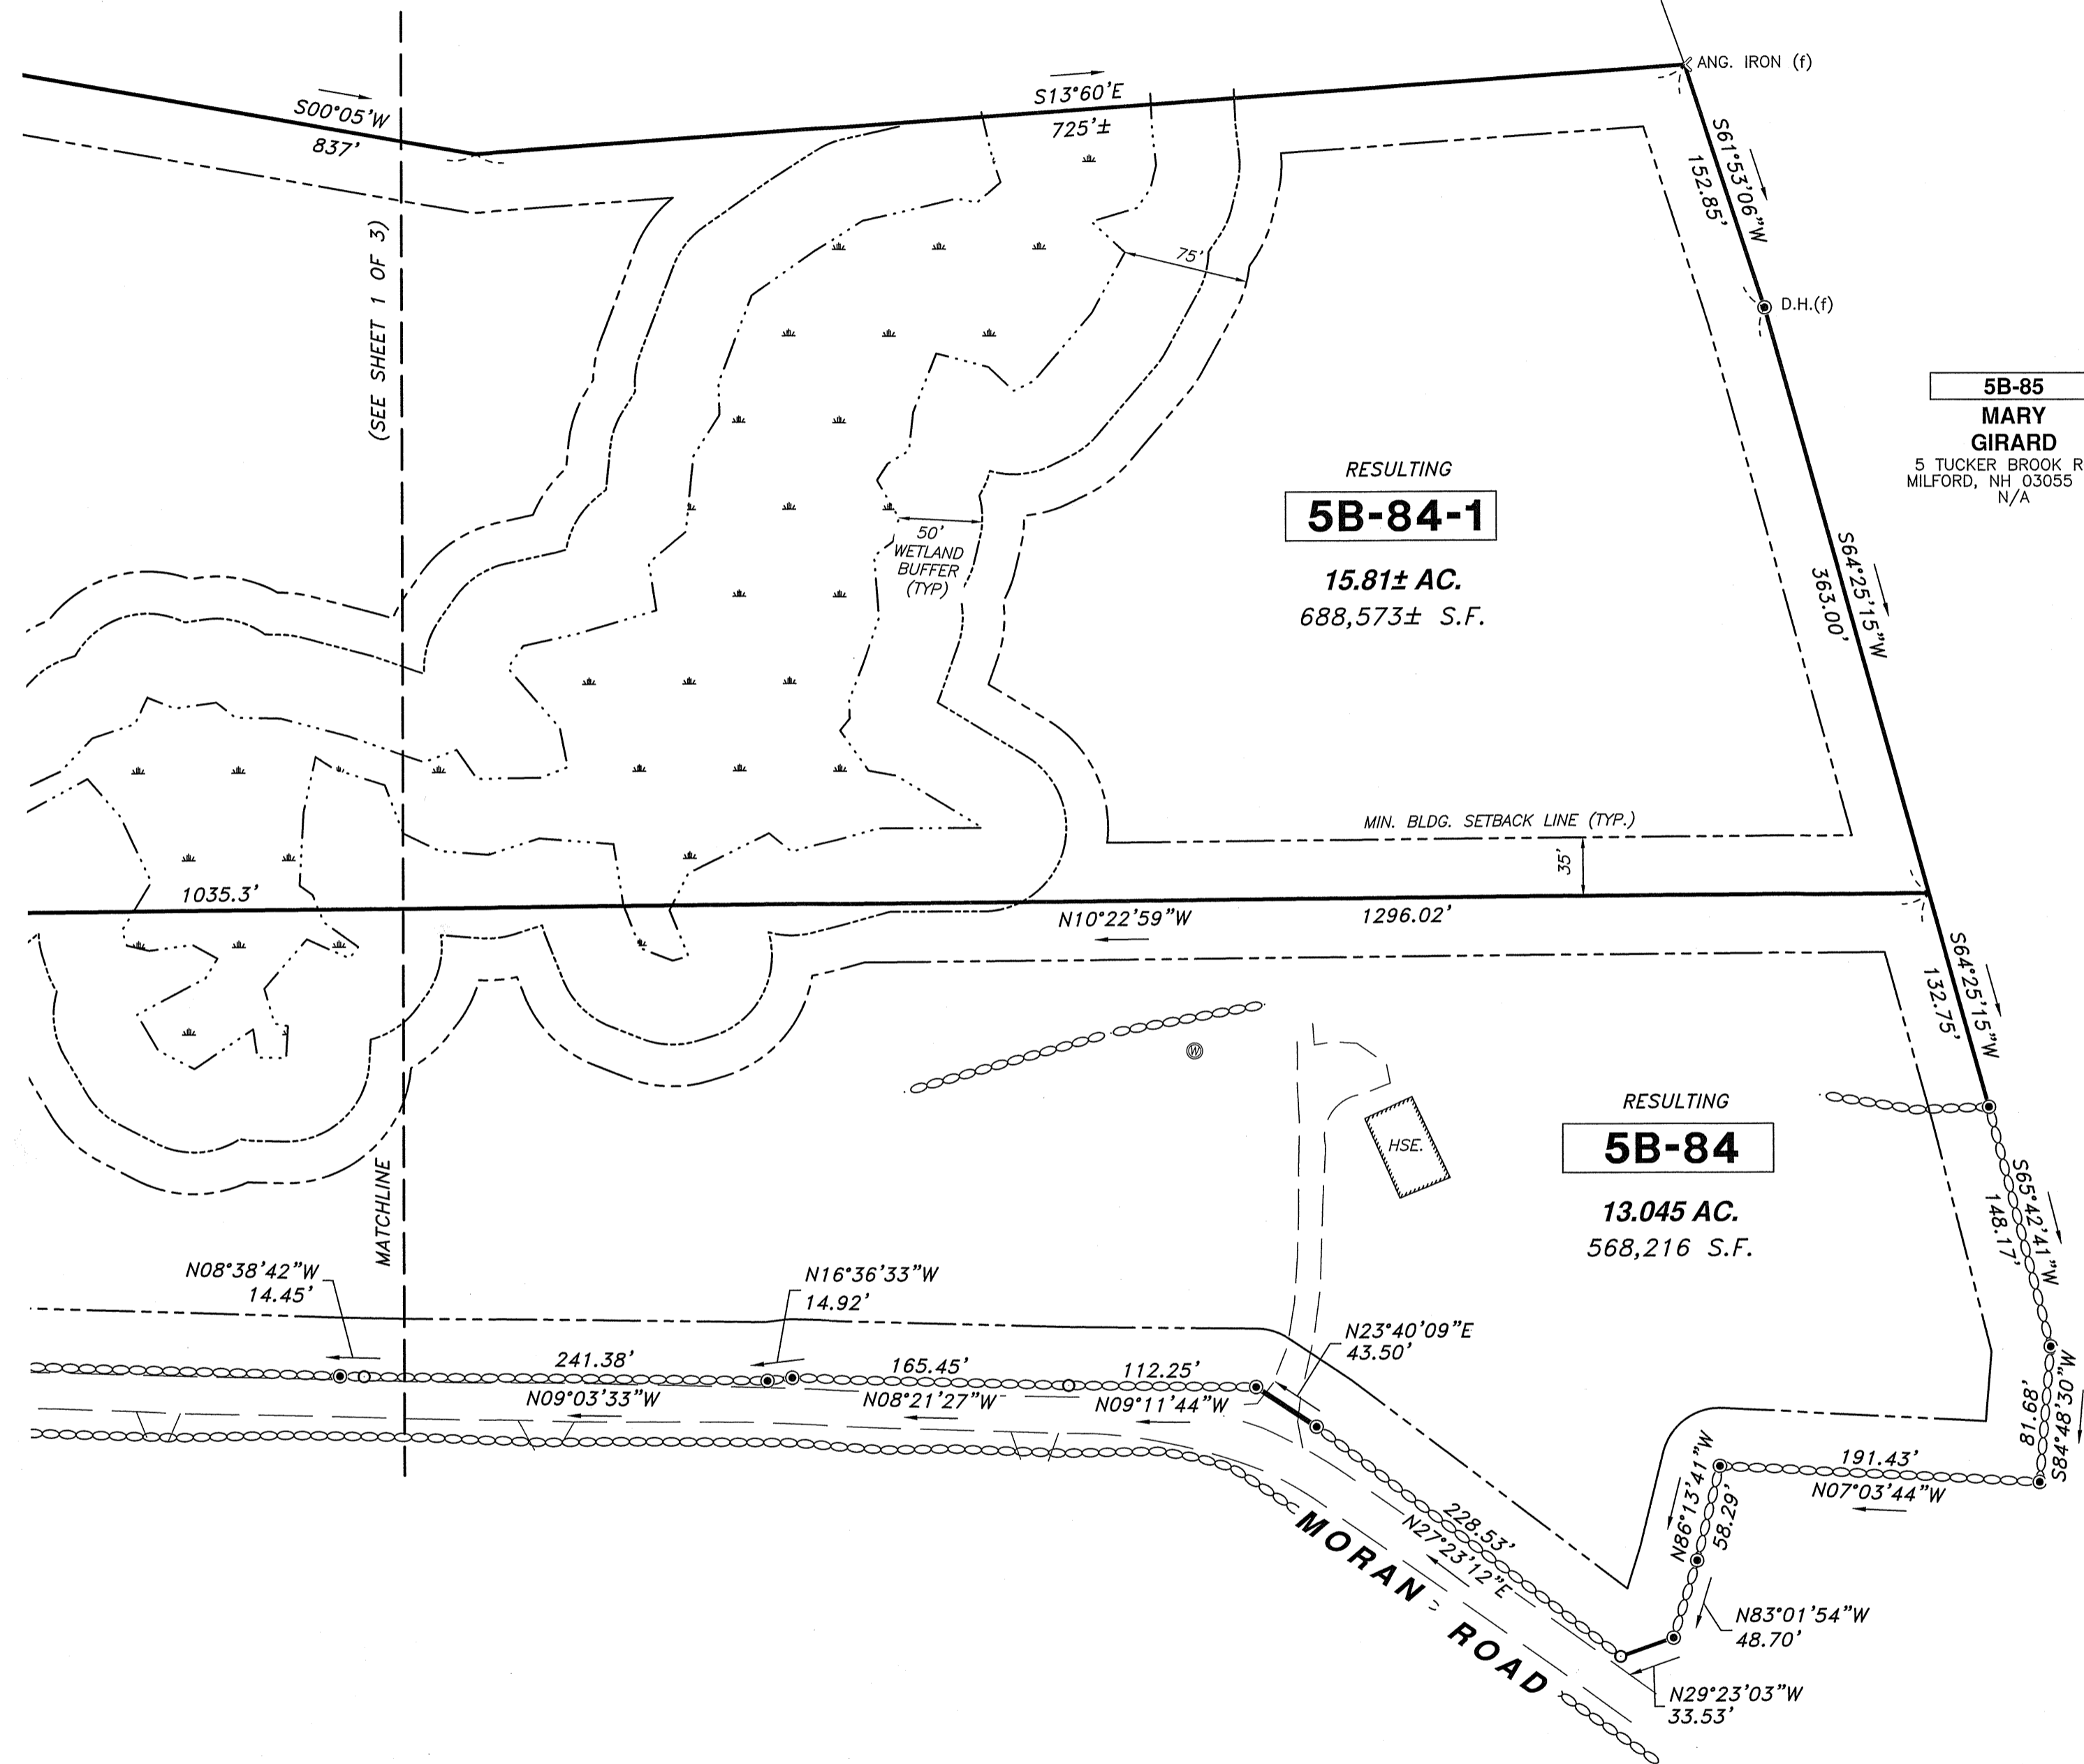 ANG. IRON (f)
S13°60'E
725'±
S00°05'W
837'
S61°53'06"W
152.85'
(SEE SHEET 1 OF 3)
75'
D.H.(f)
5B-85
MARY
GIRARD
5 TUCKER BROOK R
MILFORD, NH 03055
N/A
RESULTING
5B-84-1
15.81± AC.
688,573± S.F.
50'
WETLAND
BUFFER
(TYP)
S64°25'15"W
363.00'
MIN. BLDG. SETBACK LINE (TYP.)
35'
1035.3'
N10°22'59"W
1296.02'
S64°25'15"W
132.75'
W
HSE.
RESULTING
5B-84
13.045 AC.
568,216 S.F.
MATCHLINE
S65°42'41"W
148.17'
N08°38'42"W
14.45'
N16°36'33"W
14.92'
N23°40'09"E
43.50'
241.38'
N09°03'33"W
165.45'
N08°21'27"W
112.25'
N09°11'44"W
81.68'
S84°48'30"W
191.43'
N07°03'44"W
N86°13'41"W
58.29'
228.53'
N27°23'12"E
MORAN ROAD
N83°01'54"W
48.70'
N29°23'03"W
33.53'